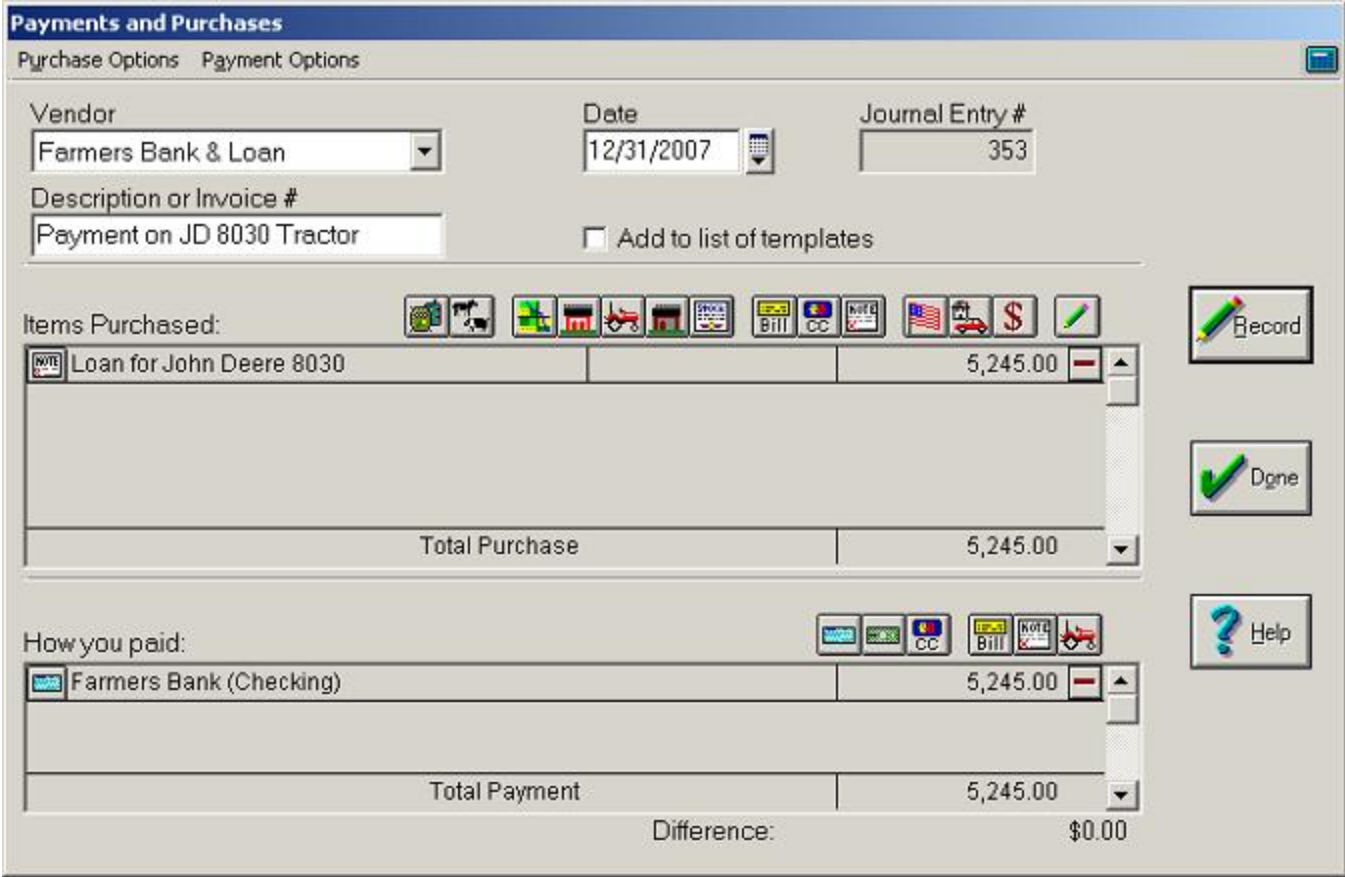 Payments and Purchases
Purchase Options Payment Options
Vendor Date Journal Entry #
Farmers Bank & Loan 12/31/2007 353
Description or Invoice #
Payment on JD 8030 Tractor Add to list of templates
Items Purchased: Bill CC NOTE $
NOTE Loan for John Deere 8030 5,245.00
Total Purchase 5,245.00
Record
Done
Help
How you paid: CC Bill NOTE
Farmers Bank (Checking) 5,245.00
Total Payment 5,245.00
Difference: $0.00